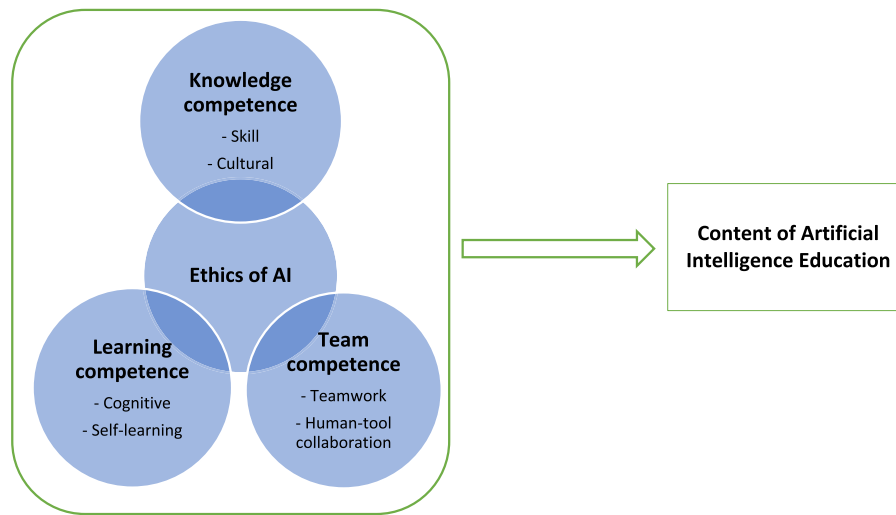 Knowledge
competence
- Skill
- Cultural
Ethics of AI
Learning
competence
- Cognitive
- Self-learning
Team
competence
- Teamwork
- Human-tool
collaboration
Content of Artificial
Intelligence Education